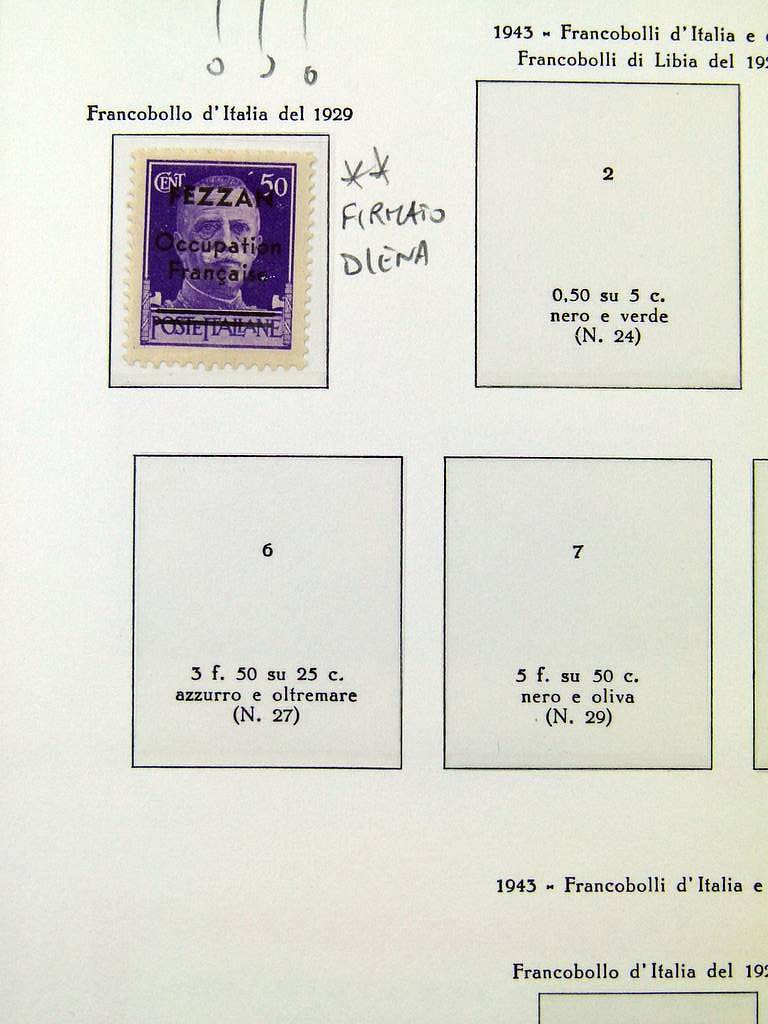 1943 - Francobolli d'Italia e
Francobolli di Libia del
Francobollo d'Italia del 1929
CENT 50
FEZZAN
Occupation
Française
POSTE ITALIANE
**
FIRMATO
DIENA
2
0,50 su 5 c.
nero e verde
(N. 24)
6
3 f. 50 su 25 c.
azzurro e oltremare
(N. 27)
7
5 f. su 50 c.
nero e oliva
(N. 29)
1943 - Francobolli d'Italia e
Francobollo d'Italia del